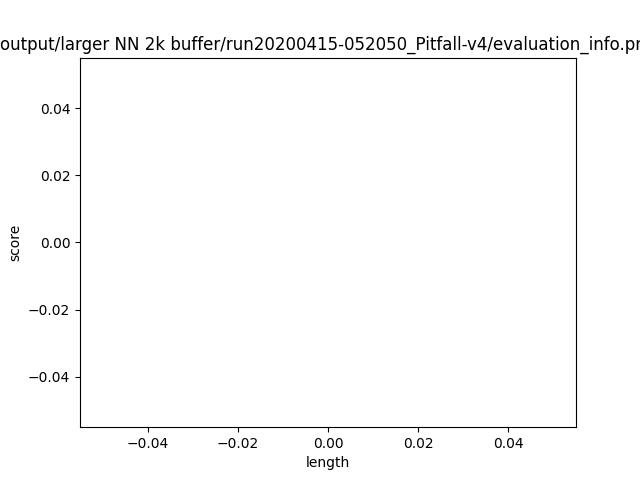 output/larger NN 2k buffer/run20200415-052050_Pitfall-v4/evaluation_info.pr
0.04
0.02
0.00
−0.02
−0.04
score
−0.04 −0.02 0.00 0.02 0.04
length